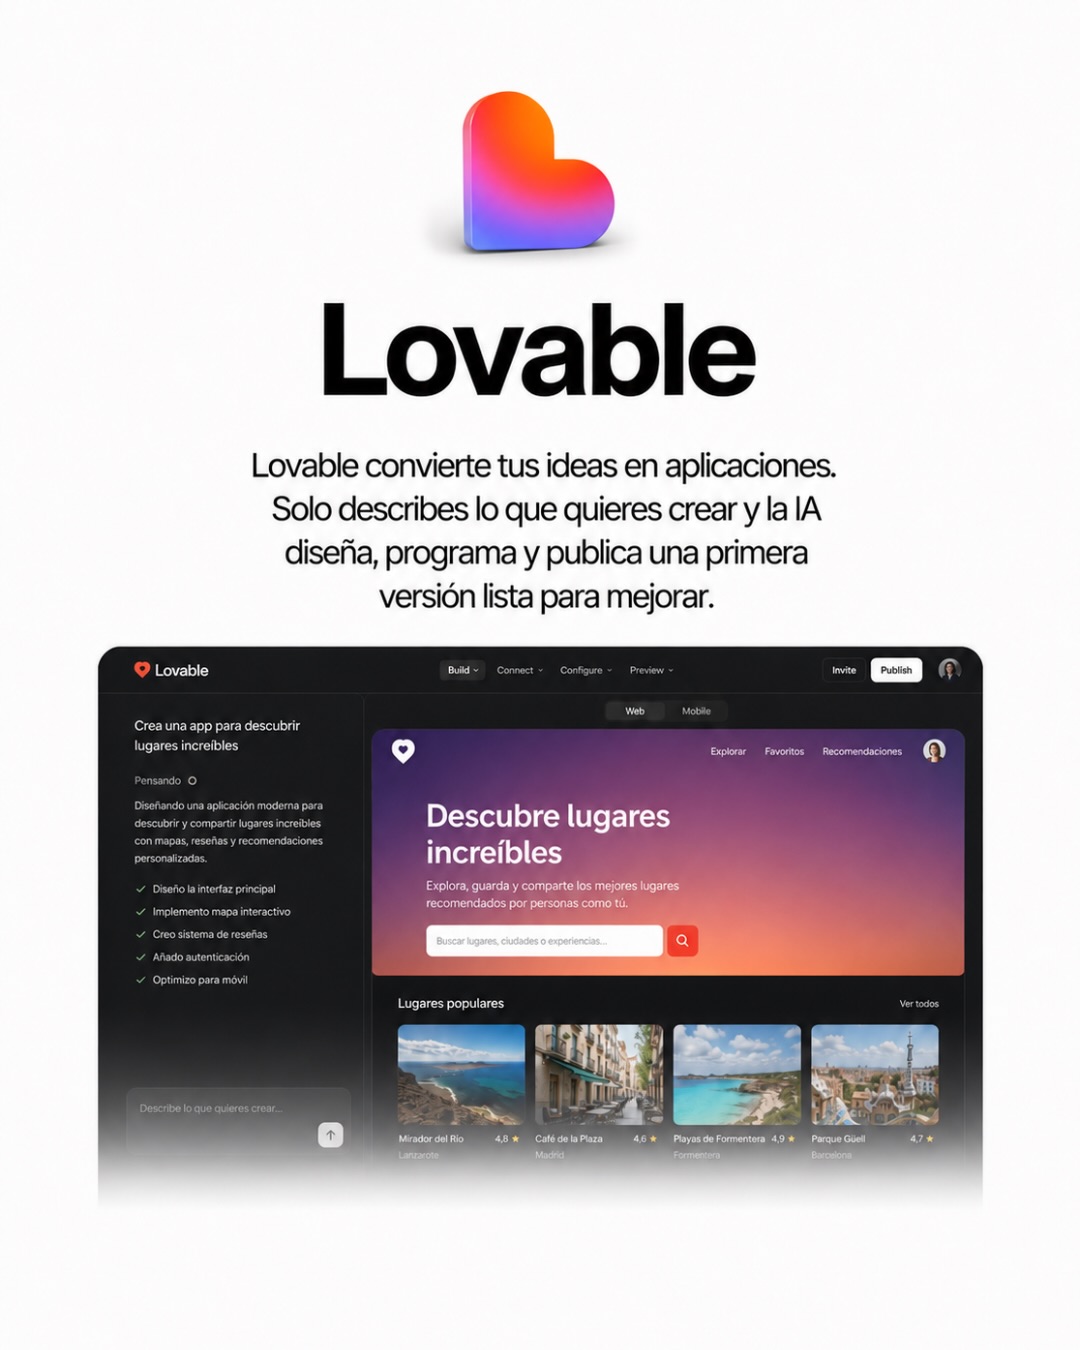 Lovable
Lovable convierte tus ideas en aplicaciones.
Solo describes lo que quieres crear y la IA
diseña, programa y publica una primera
versión lista para mejorar.
Lovable
Build
Connect
Configure
Preview
Invite
Publish
Crea una app para descubrir
lugares increíbles
Pensando
Diseñando una aplicación moderna para
descubrir y compartir lugares increíbles
con mapas, reseñas y recomendaciones
personalizadas.
Diseño la interfaz principal
Implemento mapa interactivo
Creo sistema de reseñas
Añado autenticación
Optimizo para móvil
Describe lo que quieres crear...
Web
Mobile
Explorar
Favoritos
Recomendaciones
Descubre lugares
increíbles
Explora, guarda y comparte los mejores lugares
recomendados por personas como tú.
Buscar lugares, ciudades o experiencias...
Lugares populares
Ver todos
Mirador del Río 4,8
Lanzarote
Café de la Plaza 4,6
Madrid
Playas de Formentera 4,9
Formentera
Parque Güell 4,7
Barcelona